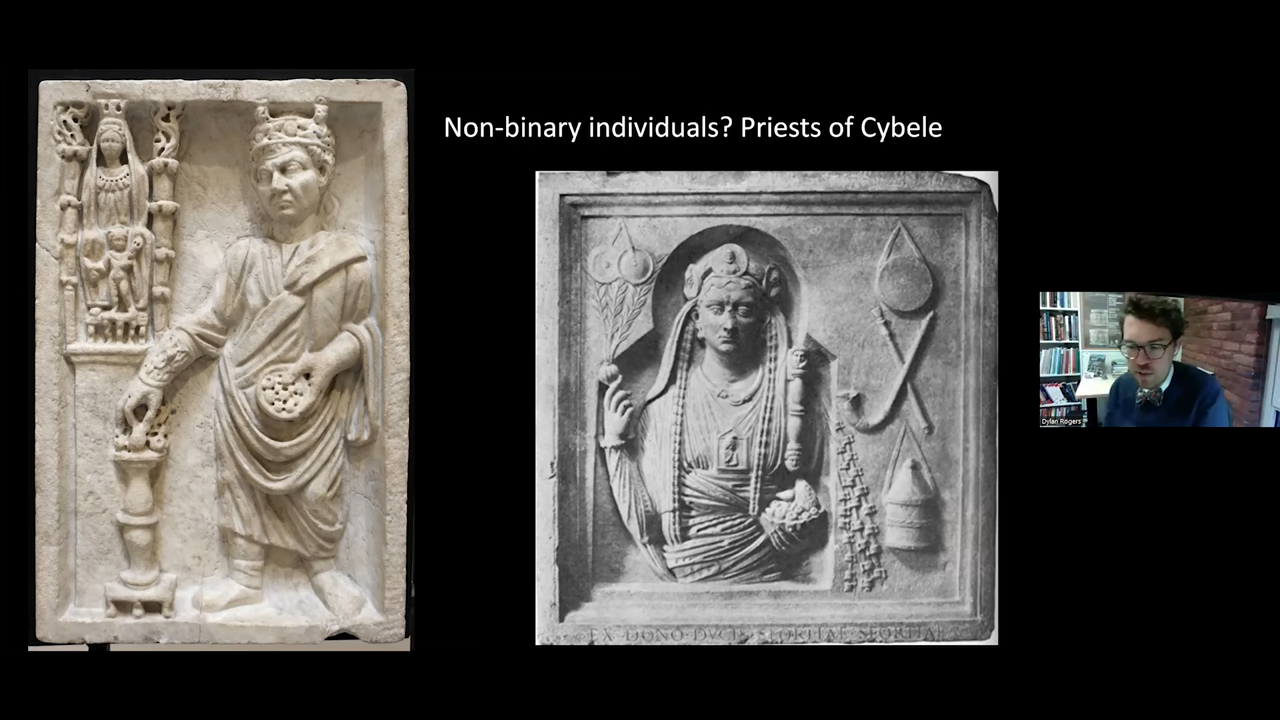 Non-binary individuals? Priests of Cybele
Dylan Rogers
EX DONO DVCIS SFORTIAE SFORTIAE